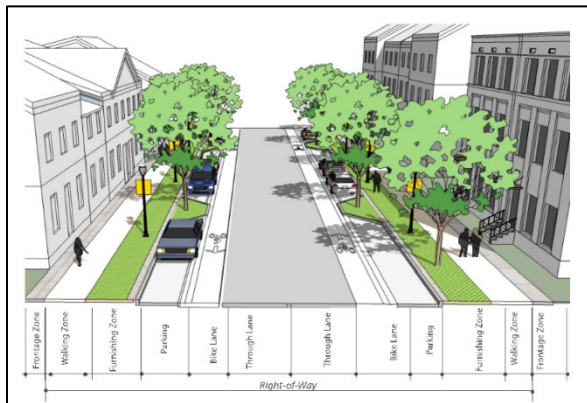 Frontage Zone
Walking Zone
Furnishing Zone
Parking
Bike Lane
Through Lane
Through Lane
Bike Lane
Parking
Furnishing Zone
Walking Zone
Frontage Zone
Right-of-Way